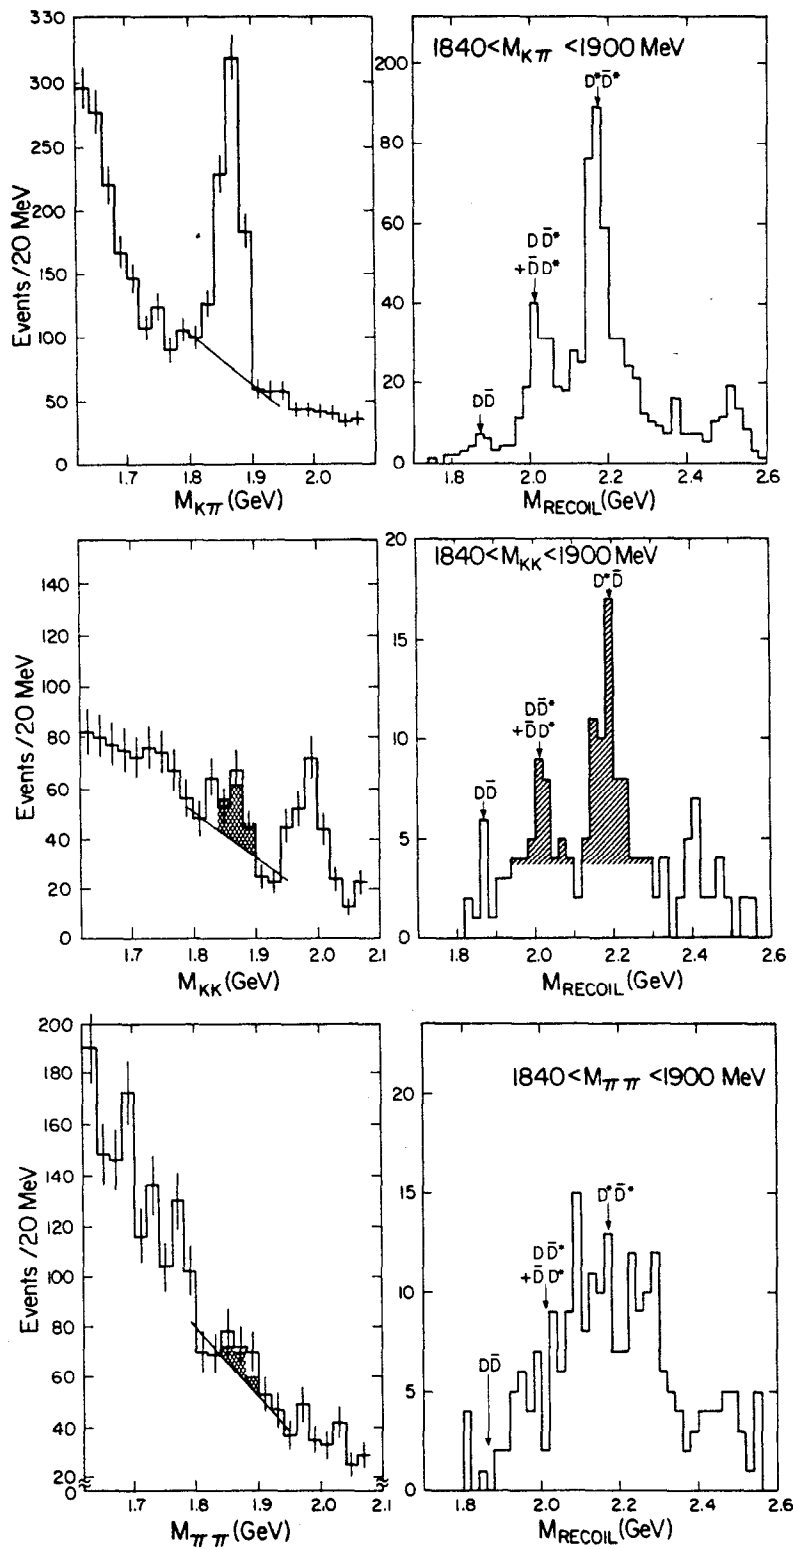 330
300
250
200
150
100
50
0
Events/20 MeV
1.7 1.8 1.9 2.0
M_Kπ (GeV)
1840<M_Kπ <1900 MeV
D*D̄*
DD̄*
+D̄D*
DD̄
200
80
60
40
20
0
1.8 2.0 2.2 2.4 2.6
M_RECOIL (GeV)
140
120
100
80
60
40
20
0
Events/20 MeV
1.7 1.8 1.9 2.0 2.1
M_KK (GeV)
1840<M_KK<1900 MeV
D*D̄
DD̄*
+D̄D*
DD̄
20
15
10
5
0
1.8 2.0 2.2 2.4 2.6
M_RECOIL (GeV)
200
180
160
140
120
100
80
60
40
20
0
Events/20 MeV
1.7 1.8 1.9 2.0 2.1
M_ππ (GeV)
1840<M_ππ <1900 MeV
D*D̄*
DD̄*
+D̄D*
DD̄
20
15
10
5
0
1.8 2.0 2.2 2.4 2.6
M_RECOIL (GeV)